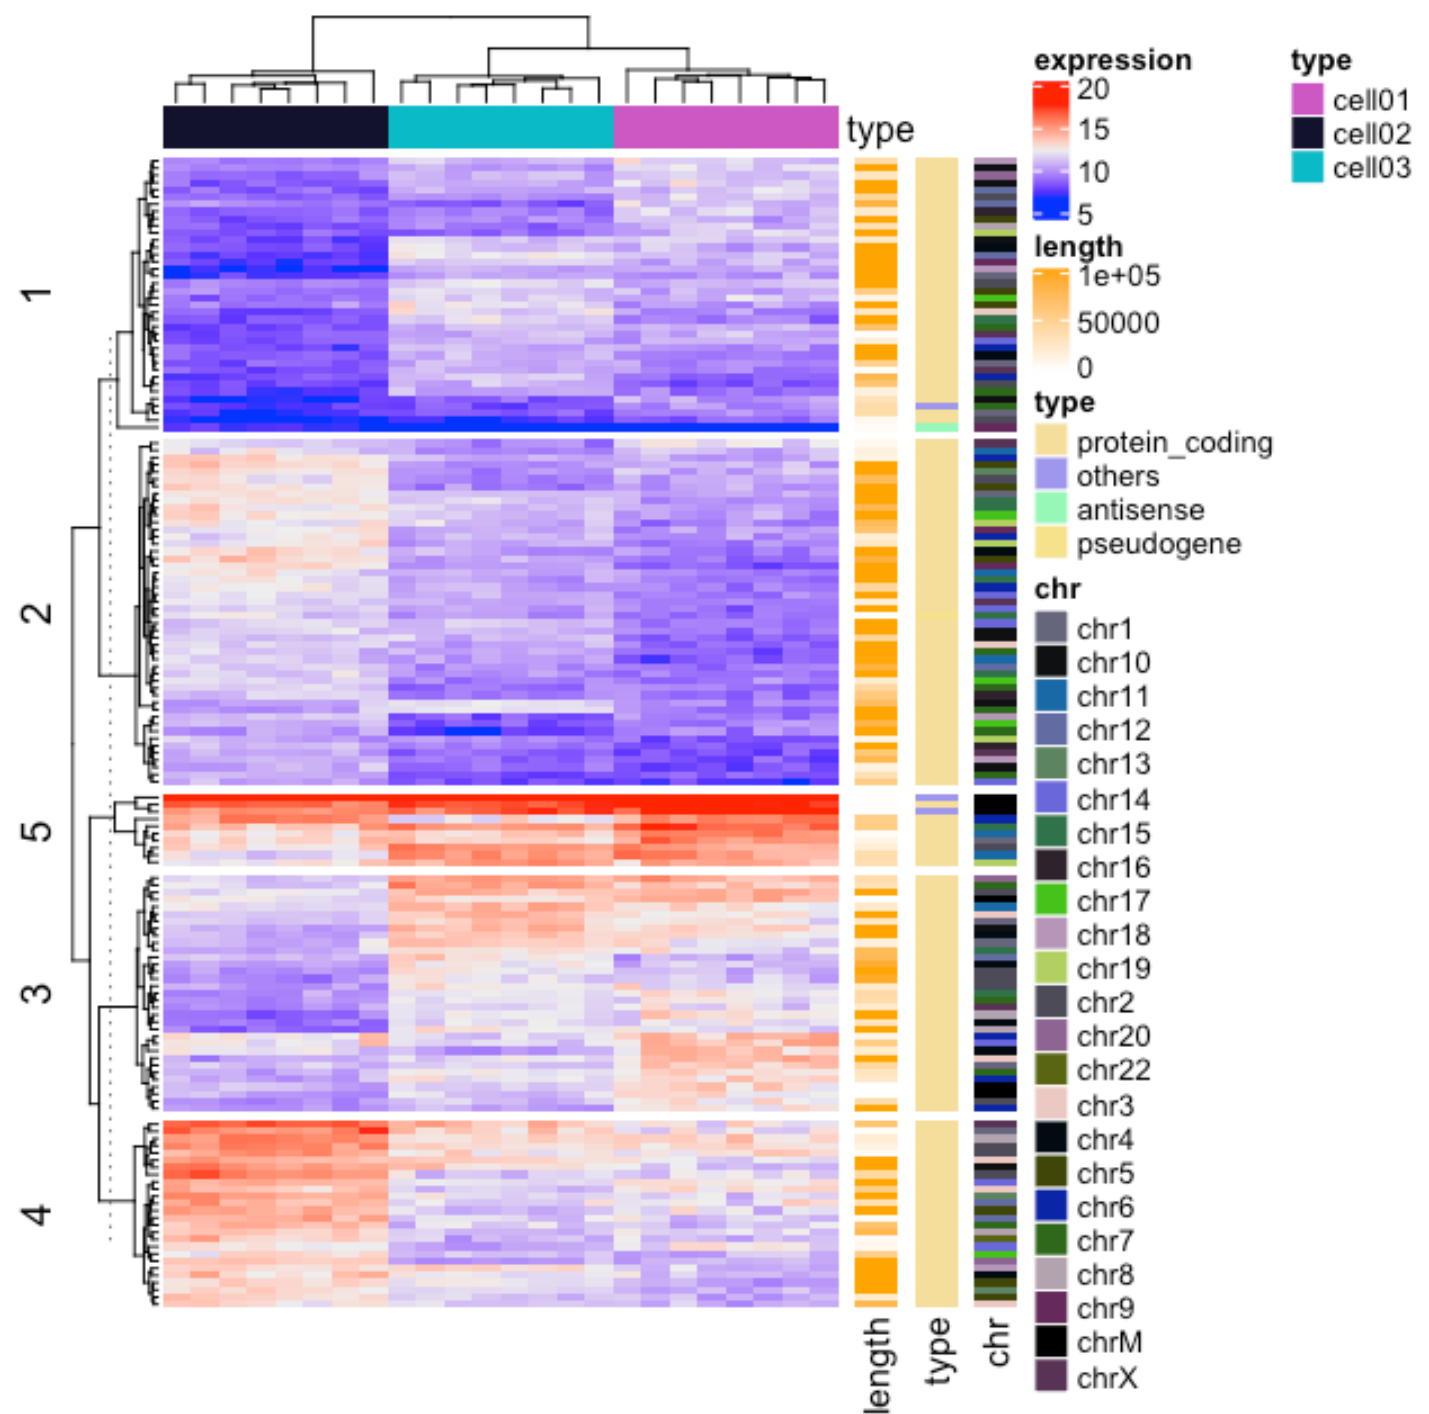 type
1
2
5
3
4
length
type
chr
expression
20
15
10
5
length
1e+05
50000
0
type
protein_coding
others
antisense
pseudogene
chr
chr1
chr10
chr11
chr12
chr13
chr14
chr15
chr16
chr17
chr18
chr19
chr2
chr20
chr22
chr3
chr4
chr5
chr6
chr7
chr8
chr9
chrM
chrX
type
cell01
cell02
cell03